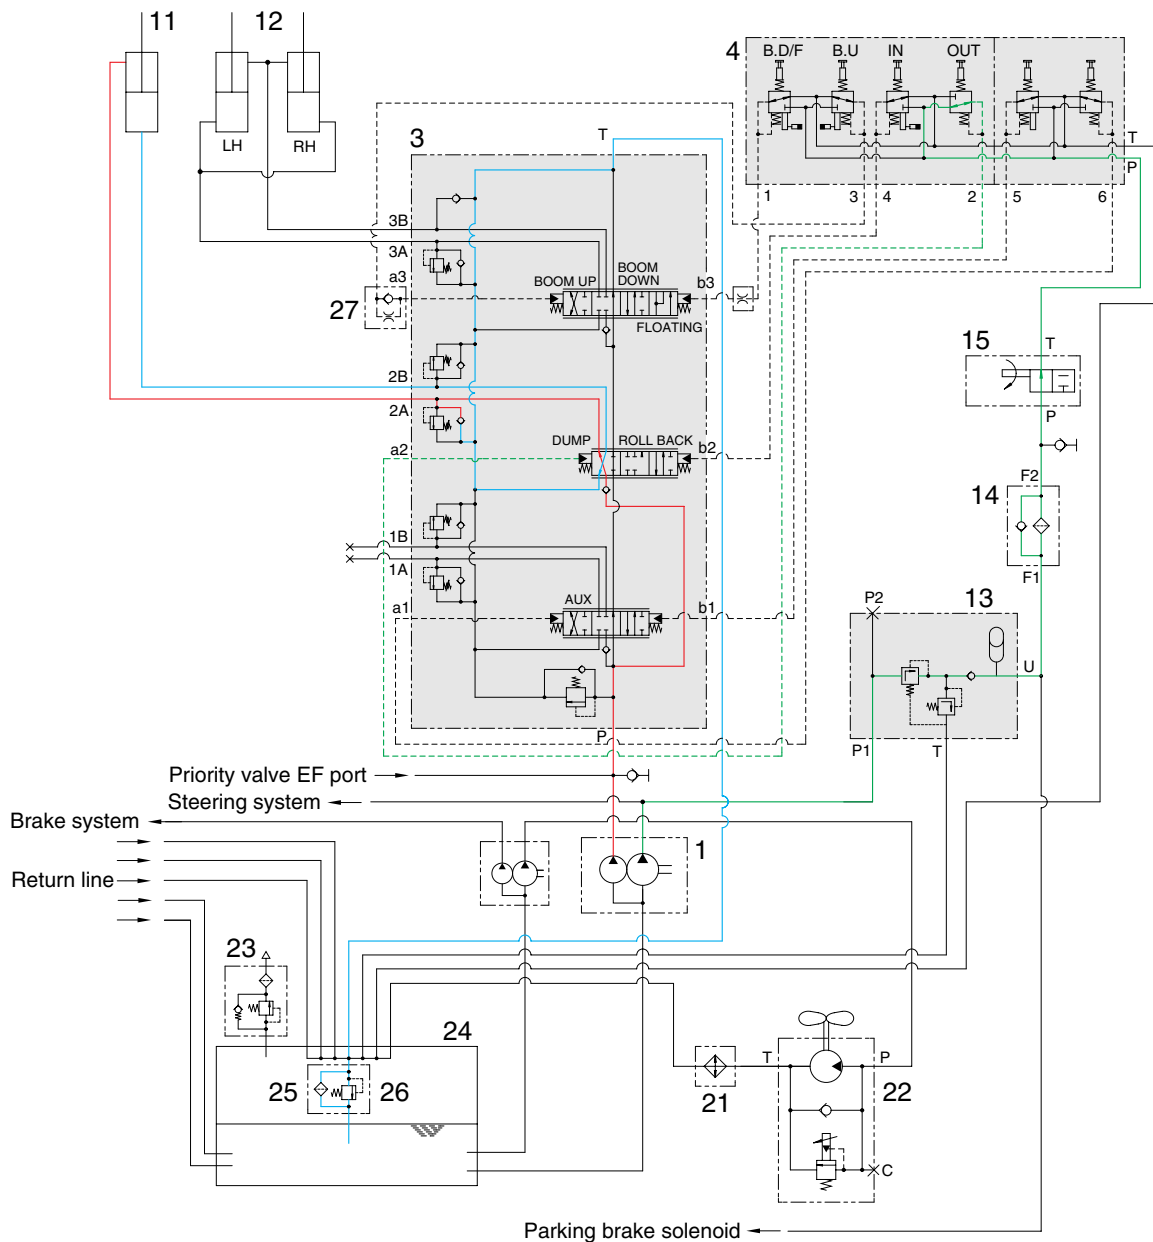 11
12
LH
RH
4
B.D/F
B.U
IN
OUT
T
P
1
3
4
2
5
6
3
T
3B
3A
a3
BOOM UP
BOOM
DOWN
b3
27
FLOATING
2B
2A
a2
DUMP
ROLL BACK
b2
1B
1A
a1
AUX
b1
P
15
T
P
14
F2
F1
P2
13
U
P1
T
Priority valve EF port
Steering system
Brake system
Return line
1
23
24
25
26
21
T
P
22
C
Parking brake solenoid